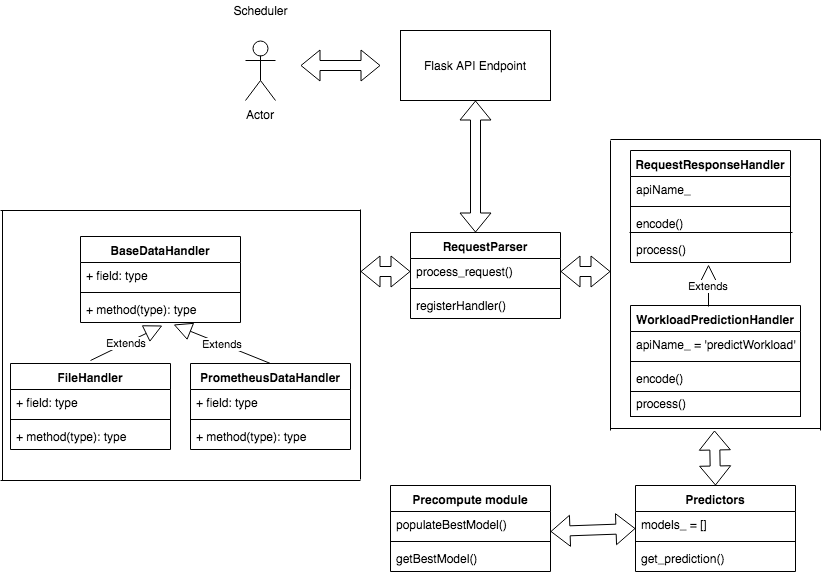 Scheduler
Actor
Flask API Endpoint
RequestResponseHandler
apiName_
encode()
process()
Extends
WorkloadPredictionHandler
apiName_ = 'predictWorkload'
encode()
process()
RequestParser
process_request()
registerHandler()
BaseDataHandler
+ field: type
+ method(type): type
Extends
Extends
FileHandler
+ field: type
+ method(type): type
PrometheusDataHandler
+ field: type
+ method(type): type
Precompute module
populateBestModel()
getBestModel()
Predictors
models_ = []
get_prediction()